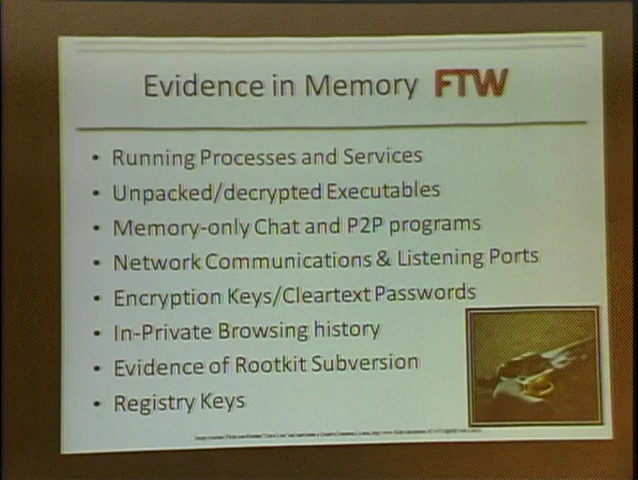 Evidence in Memory FTW
• Running Processes and Services
• Unpacked/decrypted Executables
• Memory-only Chat and P2P programs
• Network Communications & Listening Ports
• Encryption Keys/Cleartext Passwords
• In-Private Browsing history
• Evidence of Rootkit Subversion
• Registry Keys